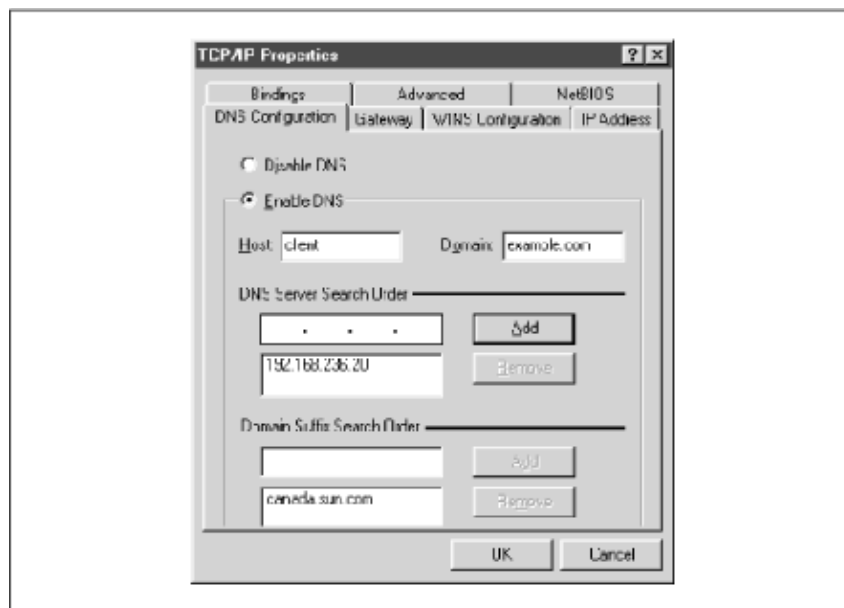 TCP/IP Properties ? ×
Bindings Advanced NetBIOS
DNS Configuration Gateway WINS Configuration IP Address
Disable DNS
Enable DNS
Host: client Domain: example.com
DNS Server Search Order
. . . Add
192.168.236.20 Remove
Domain Suffix Search Order
Add
canada.sun.com Remove
OK Cancel